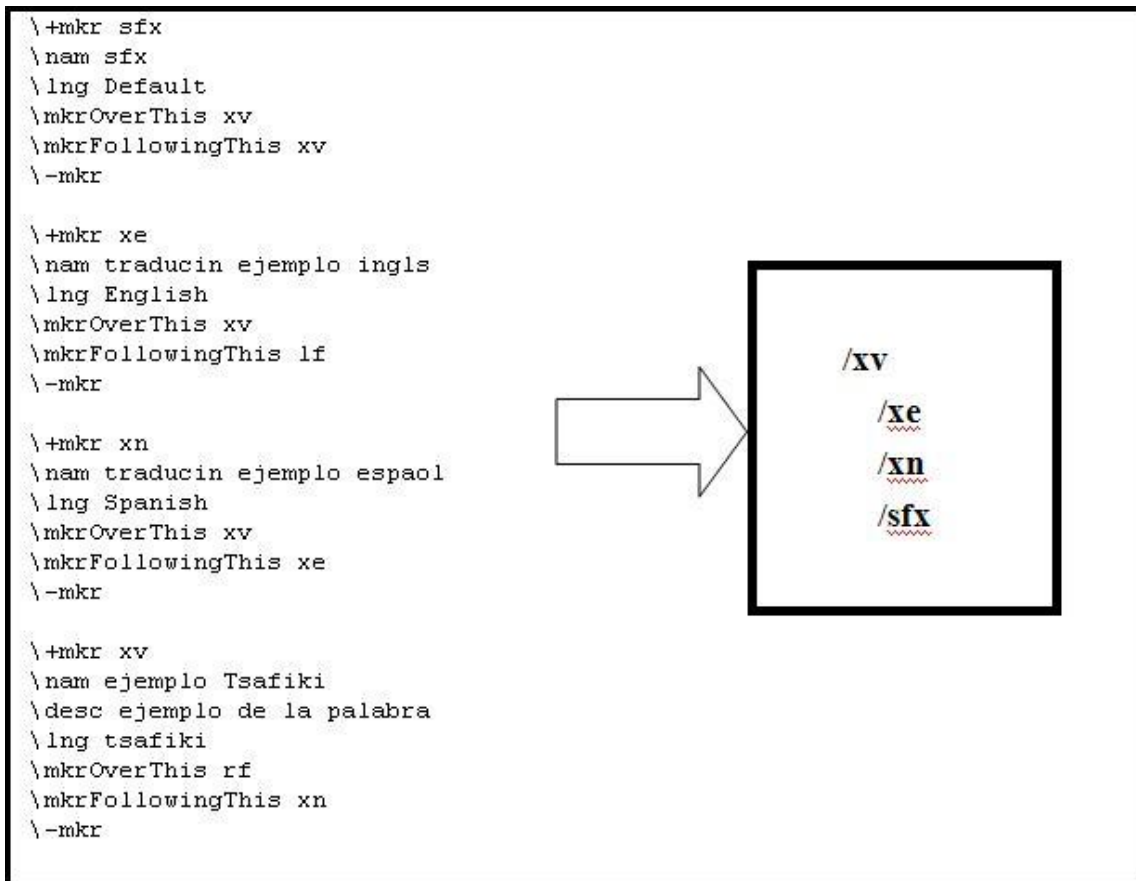 \+mkr sfx
\nam sfx
\lng Default
\mkrOverThis xv
\mkrFollowingThis xv
\-mkr
\+mkr xe
\nam traducin ejemplo ingls
\lng English
\mkrOverThis xv
\mkrFollowingThis lf
\-mkr
\+mkr xn
\nam traducin ejemplo espaol
\lng Spanish
\mkrOverThis xv
\mkrFollowingThis xe
\-mkr
\+mkr xv
\nam ejemplo Tsafiki
\desc ejemplo de la palabra
\lng tsafiki
\mkrOverThis rf
\mkrFollowingThis xn
\-mkr
/xv
/xe
/xn
/sfx